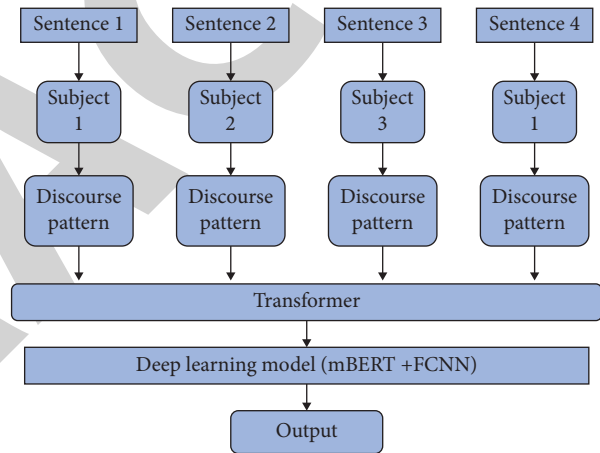 Sentence 1
Sentence 2
Sentence 3
Sentence 4
Subject
1
Subject
2
Subject
3
Subject
1
Discourse
pattern
Discourse
pattern
Discourse
pattern
Discourse
pattern
Transformer
Deep learning model (mBERT +FCNN)
Output